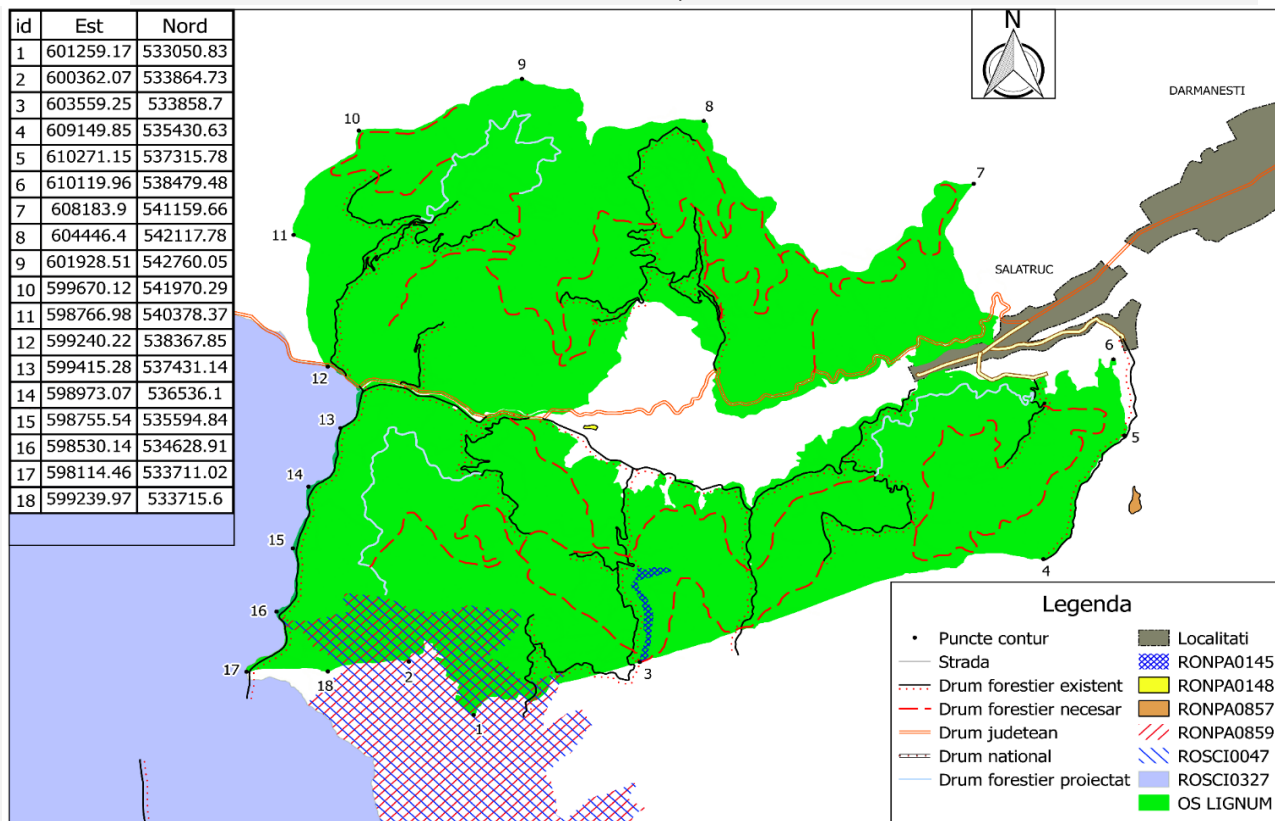 id Est Nord
1 601259.17 533050.83
2 600362.07 533864.73
3 603559.25 533858.7
4 609149.85 535430.63
5 610271.15 537315.78
6 610119.96 538479.48
7 608183.9 541159.66
8 604446.4 542117.78
9 601928.51 542760.05
10 599670.12 541970.29
11 598766.98 540378.37
12 599240.22 538367.85
13 599415.28 537431.14
14 598973.07 536536.1
15 598755.54 535594.84
16 598530.14 534628.91
17 598114.46 533711.02
18 599239.97 533715.6
N
DARMANESTI
9
8
10
7
11
SALATRUC
6
12
13
5
14
15
4
16
17
18
2
3
1
Legenda
Puncte contur
Strada
Drum forestier existent
Drum forestier necesar
Drum judetean
Drum national
Drum forestier proiectat
Localitati
RONPA0145
RONPA0148
RONPA0857
RONPA0859
ROSCI0047
ROSCI0327
OS LIGNUM